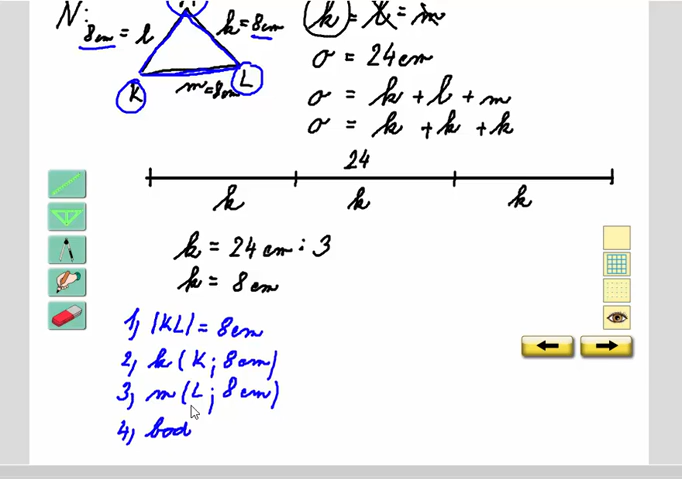 N:
8cm = l
k = 8cm
k = l = m
K
L
m=8cm
σ = 24cm
σ = k + l + m
σ = k + k + k
24
k k k
k = 24cm : 3
k = 8cm
1, |KL| = 8cm
2, k(K; 8cm)
3, m(L; 8cm)
4, bod